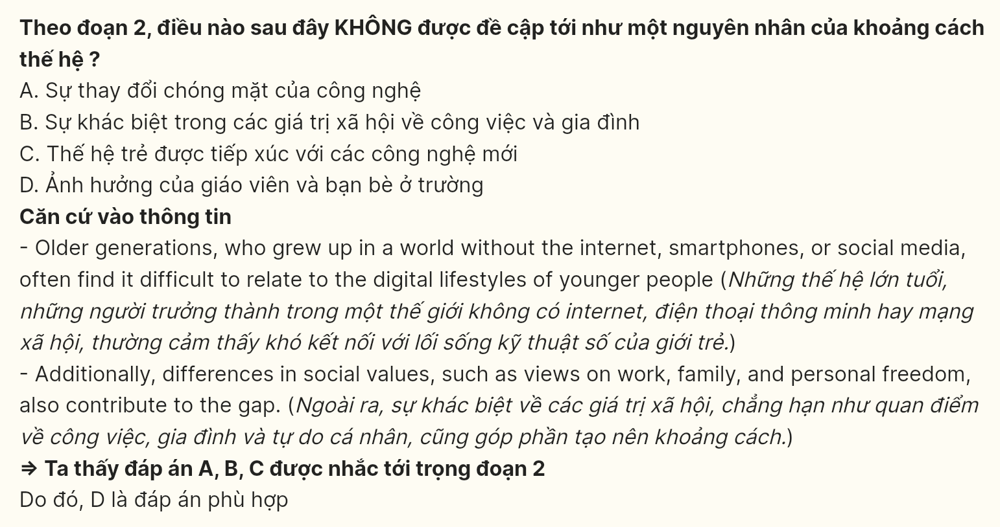 Theo đoạn 2, điều nào sau đây KHÔNG được đề cập tới như một nguyên nhân của khoảng cách
thế hệ ?
A. Sự thay đổi chóng mặt của công nghệ
B. Sự khác biệt trong các giá trị xã hội về công việc và gia đình
C. Thế hệ trẻ được tiếp xúc với các công nghệ mới
D. Ảnh hưởng của giáo viên và bạn bè ở trường
Căn cứ vào thông tin
- Older generations, who grew up in a world without the internet, smartphones, or social media,
often find it difficult to relate to the digital lifestyles of younger people (Những thế hệ lớn tuổi,
những người trưởng thành trong một thế giới không có internet, điện thoại thông minh hay mạng
xã hội, thường cảm thấy khó kết nối với lối sống kỹ thuật số của giới trẻ.)
- Additionally, differences in social values, such as views on work, family, and personal freedom,
also contribute to the gap. (Ngoài ra, sự khác biệt về các giá trị xã hội, chẳng hạn như quan điểm
về công việc, gia đình và tự do cá nhân, cũng góp phần tạo nên khoảng cách.)
⇒ Ta thấy đáp án A, B, C được nhắc tới trọng đoạn 2
Do đó, D là đáp án phù hợp